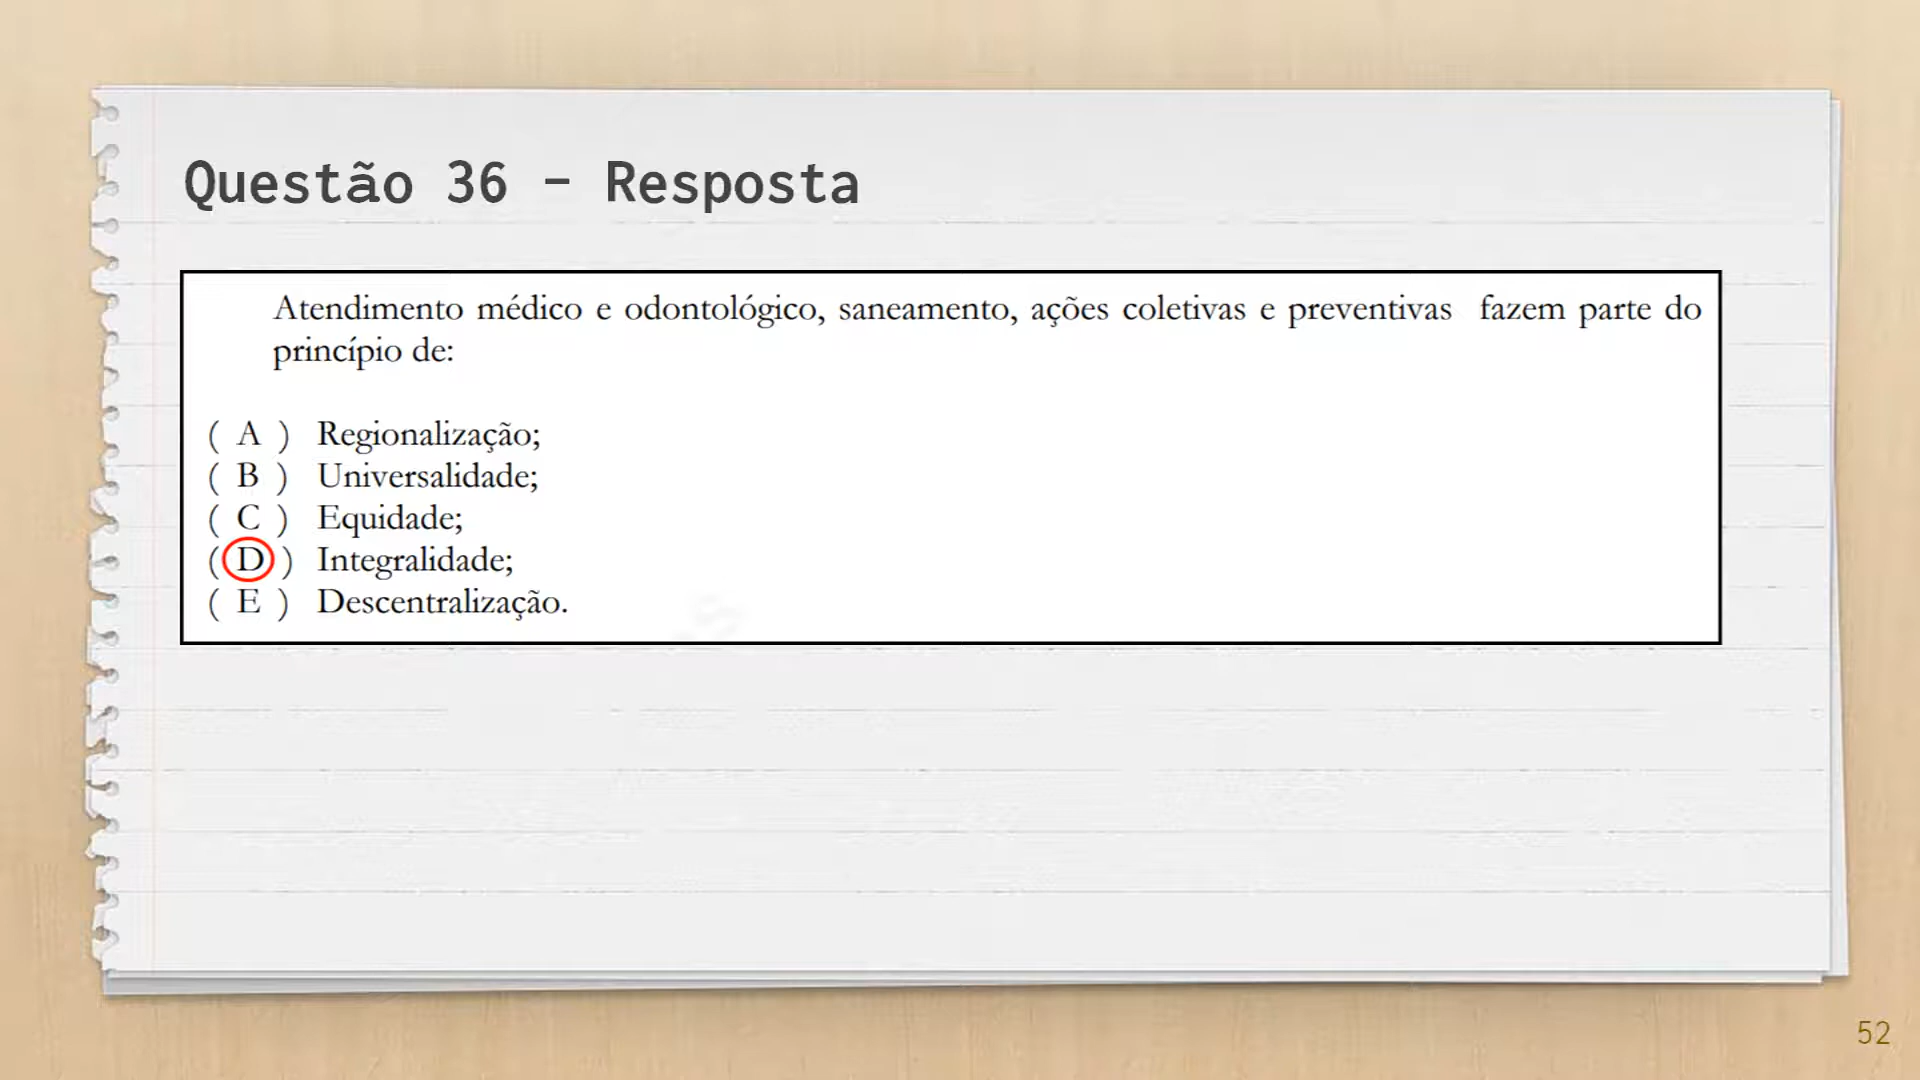 Questão 36 – Resposta
Atendimento médico e odontológico, saneamento, ações coletivas e preventivas fazem parte do
princípio de:
( A ) Regionalização;
( B ) Universalidade;
( C ) Equidade;
( D ) Integralidade;
( E ) Descentralização.
52